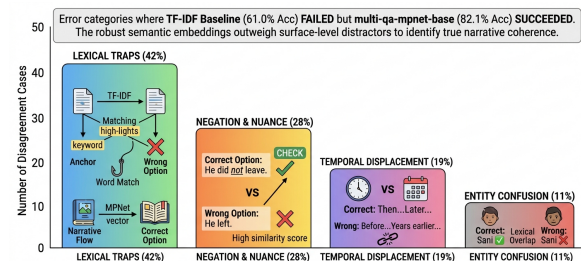 Error categories where TF-IDF Baseline (61.0% Acc) FAILED but multi-qa-mpnet-base (82.1% Acc) SUCCEEDED.
The robust semantic embeddings outweigh surface-level distractors to identify true narrative coherence.
Number of Disagreement Cases
50
40
30
20
10
0
LEXICAL TRAPS (42%)
TF-IDF
Matching
high-lights
keyword
Anchor
Wrong
Option
Word Match
MPNet
vector
Narrative
Flow
Correct
Option
LEXICAL TRAPS (42%)
NEGATION & NUANCE (28%)
CHECK
Correct Option:
He did not leave.
VS
Wrong Option:
He left.
High similarity score
NEGATION & NUANCE (28%)
TEMPORAL DISPLACEMENT (19%)
VS
Correct: Then...Later...
Wrong: Before...Years earlier...
TEMPORAL DISPLACEMENT (19%)
ENTITY CONFUSION (11%)
Correct:
Sani
Lexical
Overlap
Wrong:
Sani
ENTITY CONFUSION (11%)